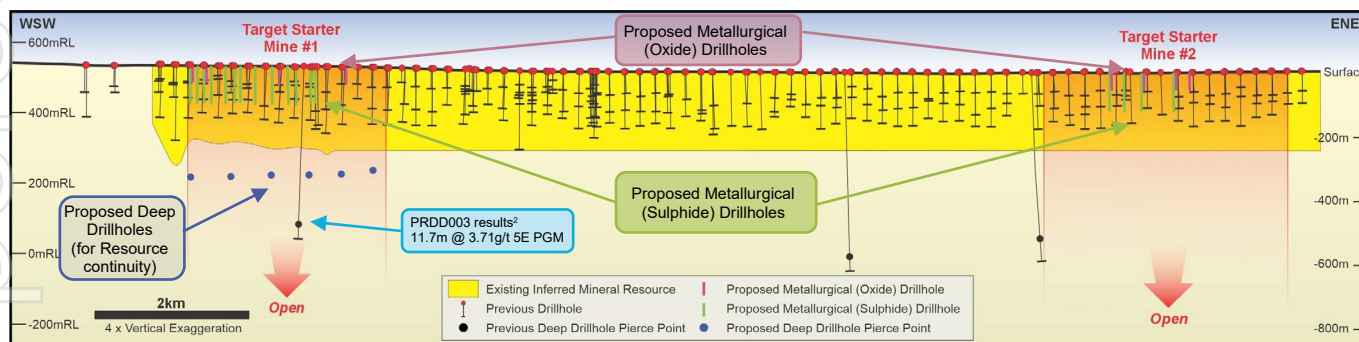 WSW
ENE
Target Starter
Mine #1
Proposed Metallurgical
(Oxide) Drillholes
Target Starter
Mine #2
600mRL
400mRL
200mRL
0mRL
-200mRL
Surfac
-200m
-400m
-600m
-800m
Proposed Deep
Drillholes
(for Resource
continuity)
PRDD003 results²
11.7m @ 3.71g/t 5E PGM
Proposed Metallurgical
(Sulphide) Drillholes
Open
Open
2km
4 x Vertical Exaggeration
Existing Inferred Mineral Resource
Previous Drillhole
Previous Deep Drillhole Pierce Point
Proposed Metallurgical (Oxide) Drillhole
Proposed Metallurgical (Sulphide) Drillhole
Proposed Deep Drillhole Pierce Point